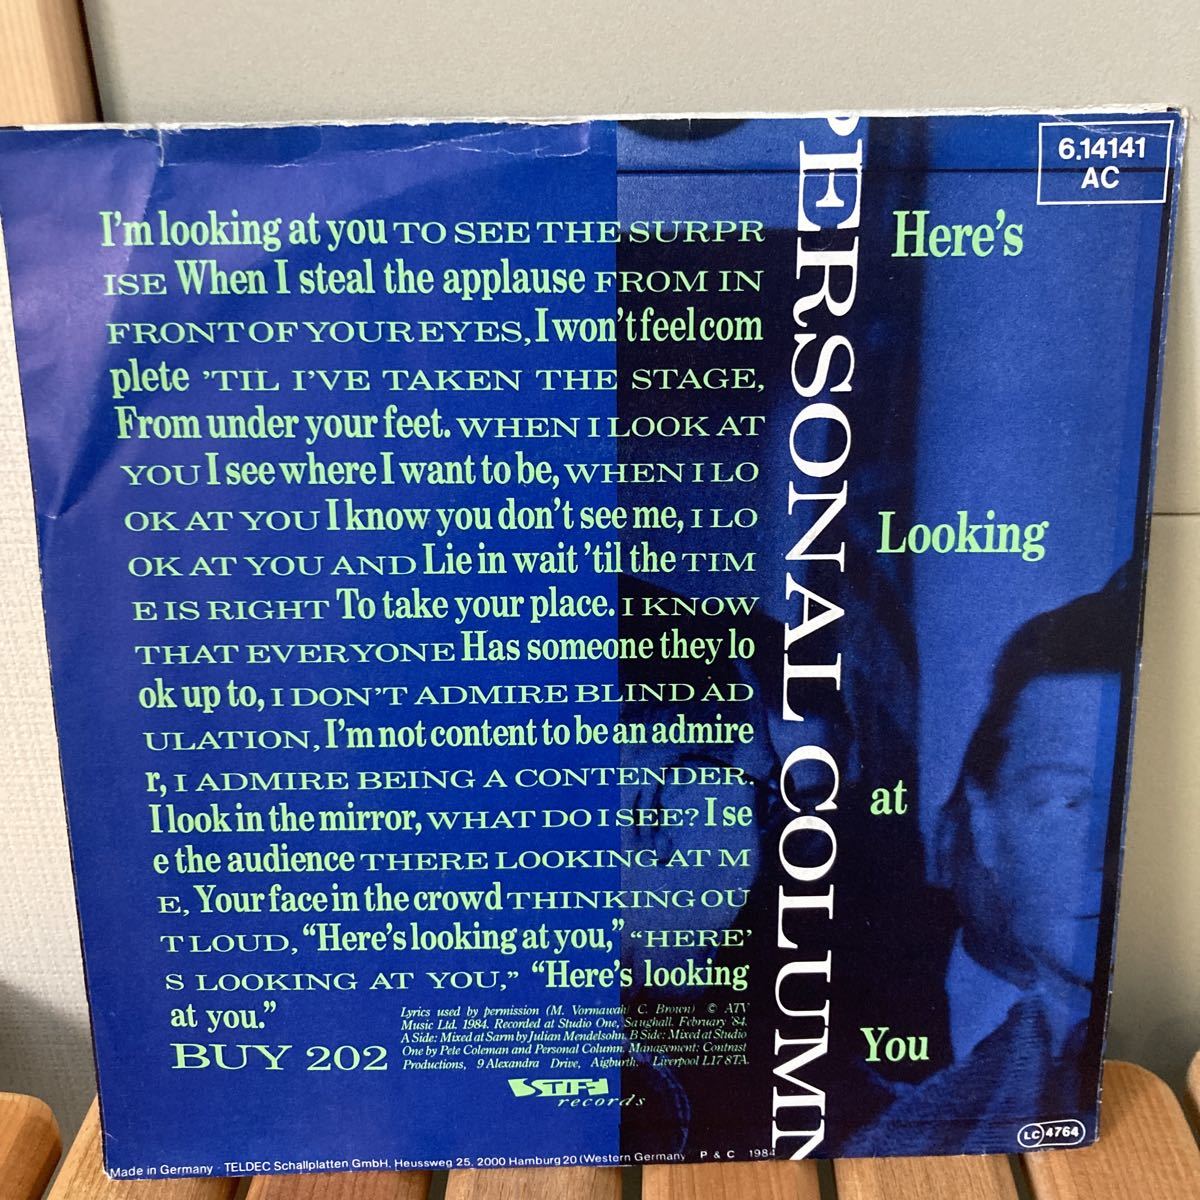 I'm looking at you TO SEE THE SURPR
ISE When I steal the applause FROM IN
FRONT OF YOUR EYES, I won't feel com
plete 'TIL I'VE TAKEN THE STAGE,
From under your feet. WHEN I LOOK AT
YOU I see where I want to be, WHEN I LO
OK AT YOU I know you don't see me, I LO
OK AT YOU AND Lie in wait 'til the TIM
E IS RIGHT To take your place. I KNOW
THAT EVERYONE Has someone they lo
ok up to, I DON'T ADMIRE BLIND AD
ULATION, I'm not content to be an admire
r, I ADMIRE BEING A CONTENDER.
I look in the mirror, WHAT DO I SEE? I se
e the audience THERE LOOKING AT M
E, Your face in the crowd THINKING OU
T LOUD, "Here's looking at you," "HERE'
S LOOKING AT YOU," "Here's looking
at you."
BUY 202
Lyrics used by permission (M. Vormawah C. Brown) © ATV
Music Ltd. 1984. Recorded at Studio One, Saughall. February '84.
A Side: Mixed at Sarm by Julian Mendelsohn. B Side: Mixed at Studio
One by Pete Coleman and Personal Column. Management: Contrast
Productions, 9 Alexandra Drive, Aigburth. Liverpool L17 8TA.
STIFF
records
PERSONAL COLUMN
6.14141
AC
Here's
Looking
at
You
LC 4764
Made in Germany · TELDEC Schallplatten GmbH, Heussweg 25, 2000 Hamburg 20 (Western Germany P & C 1984